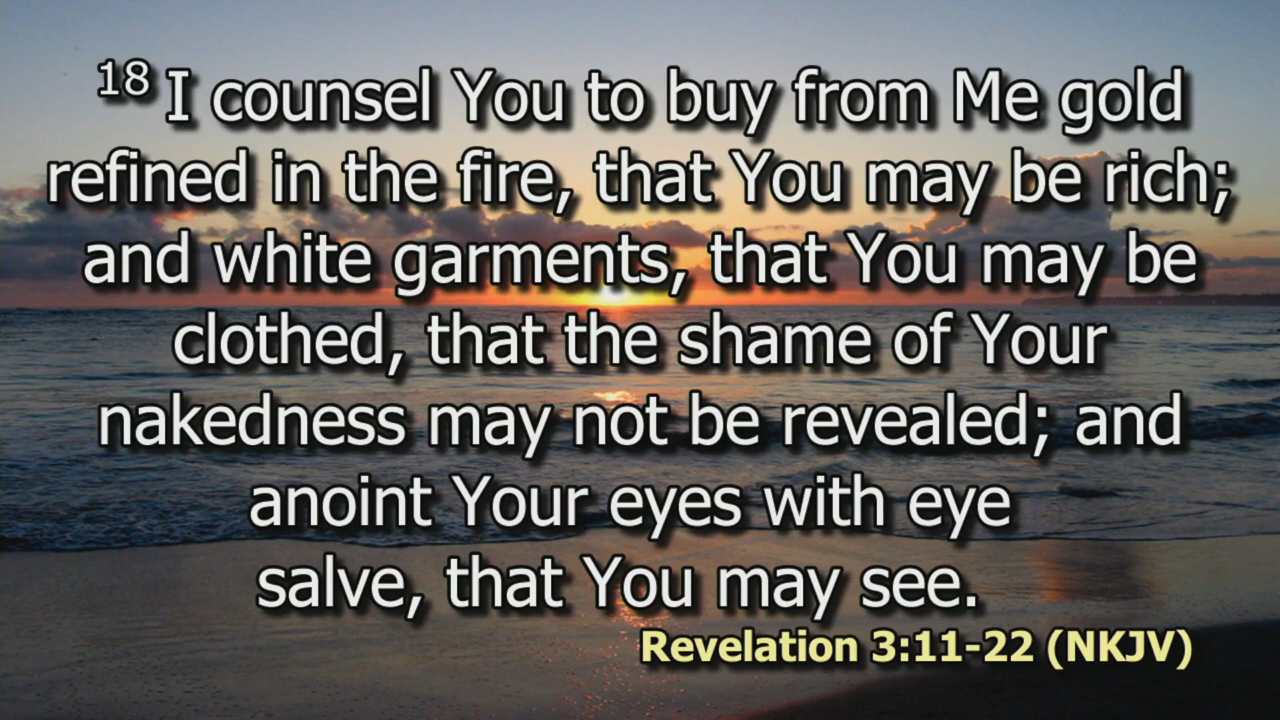 18 I counsel You to buy from Me gold
refined in the fire, that You may be rich;
and white garments, that You may be
clothed, that the shame of Your
nakedness may not be revealed; and
anoint Your eyes with eye
salve, that You may see.
Revelation 3:11-22 (NKJV)